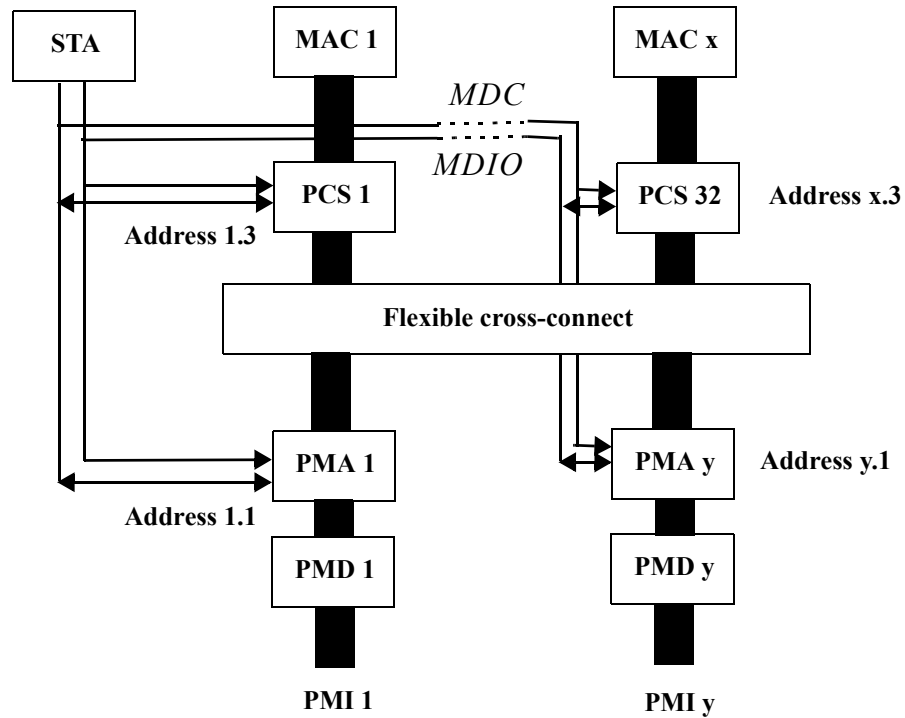 STA
MAC 1
MAC x
MDC
MDIO
PCS 1
PCS 32
Address x.3
Address 1.3
Flexible cross-connect
PMA 1
PMA y
Address y.1
Address 1.1
PMD 1
PMD y
PMI 1
PMI y